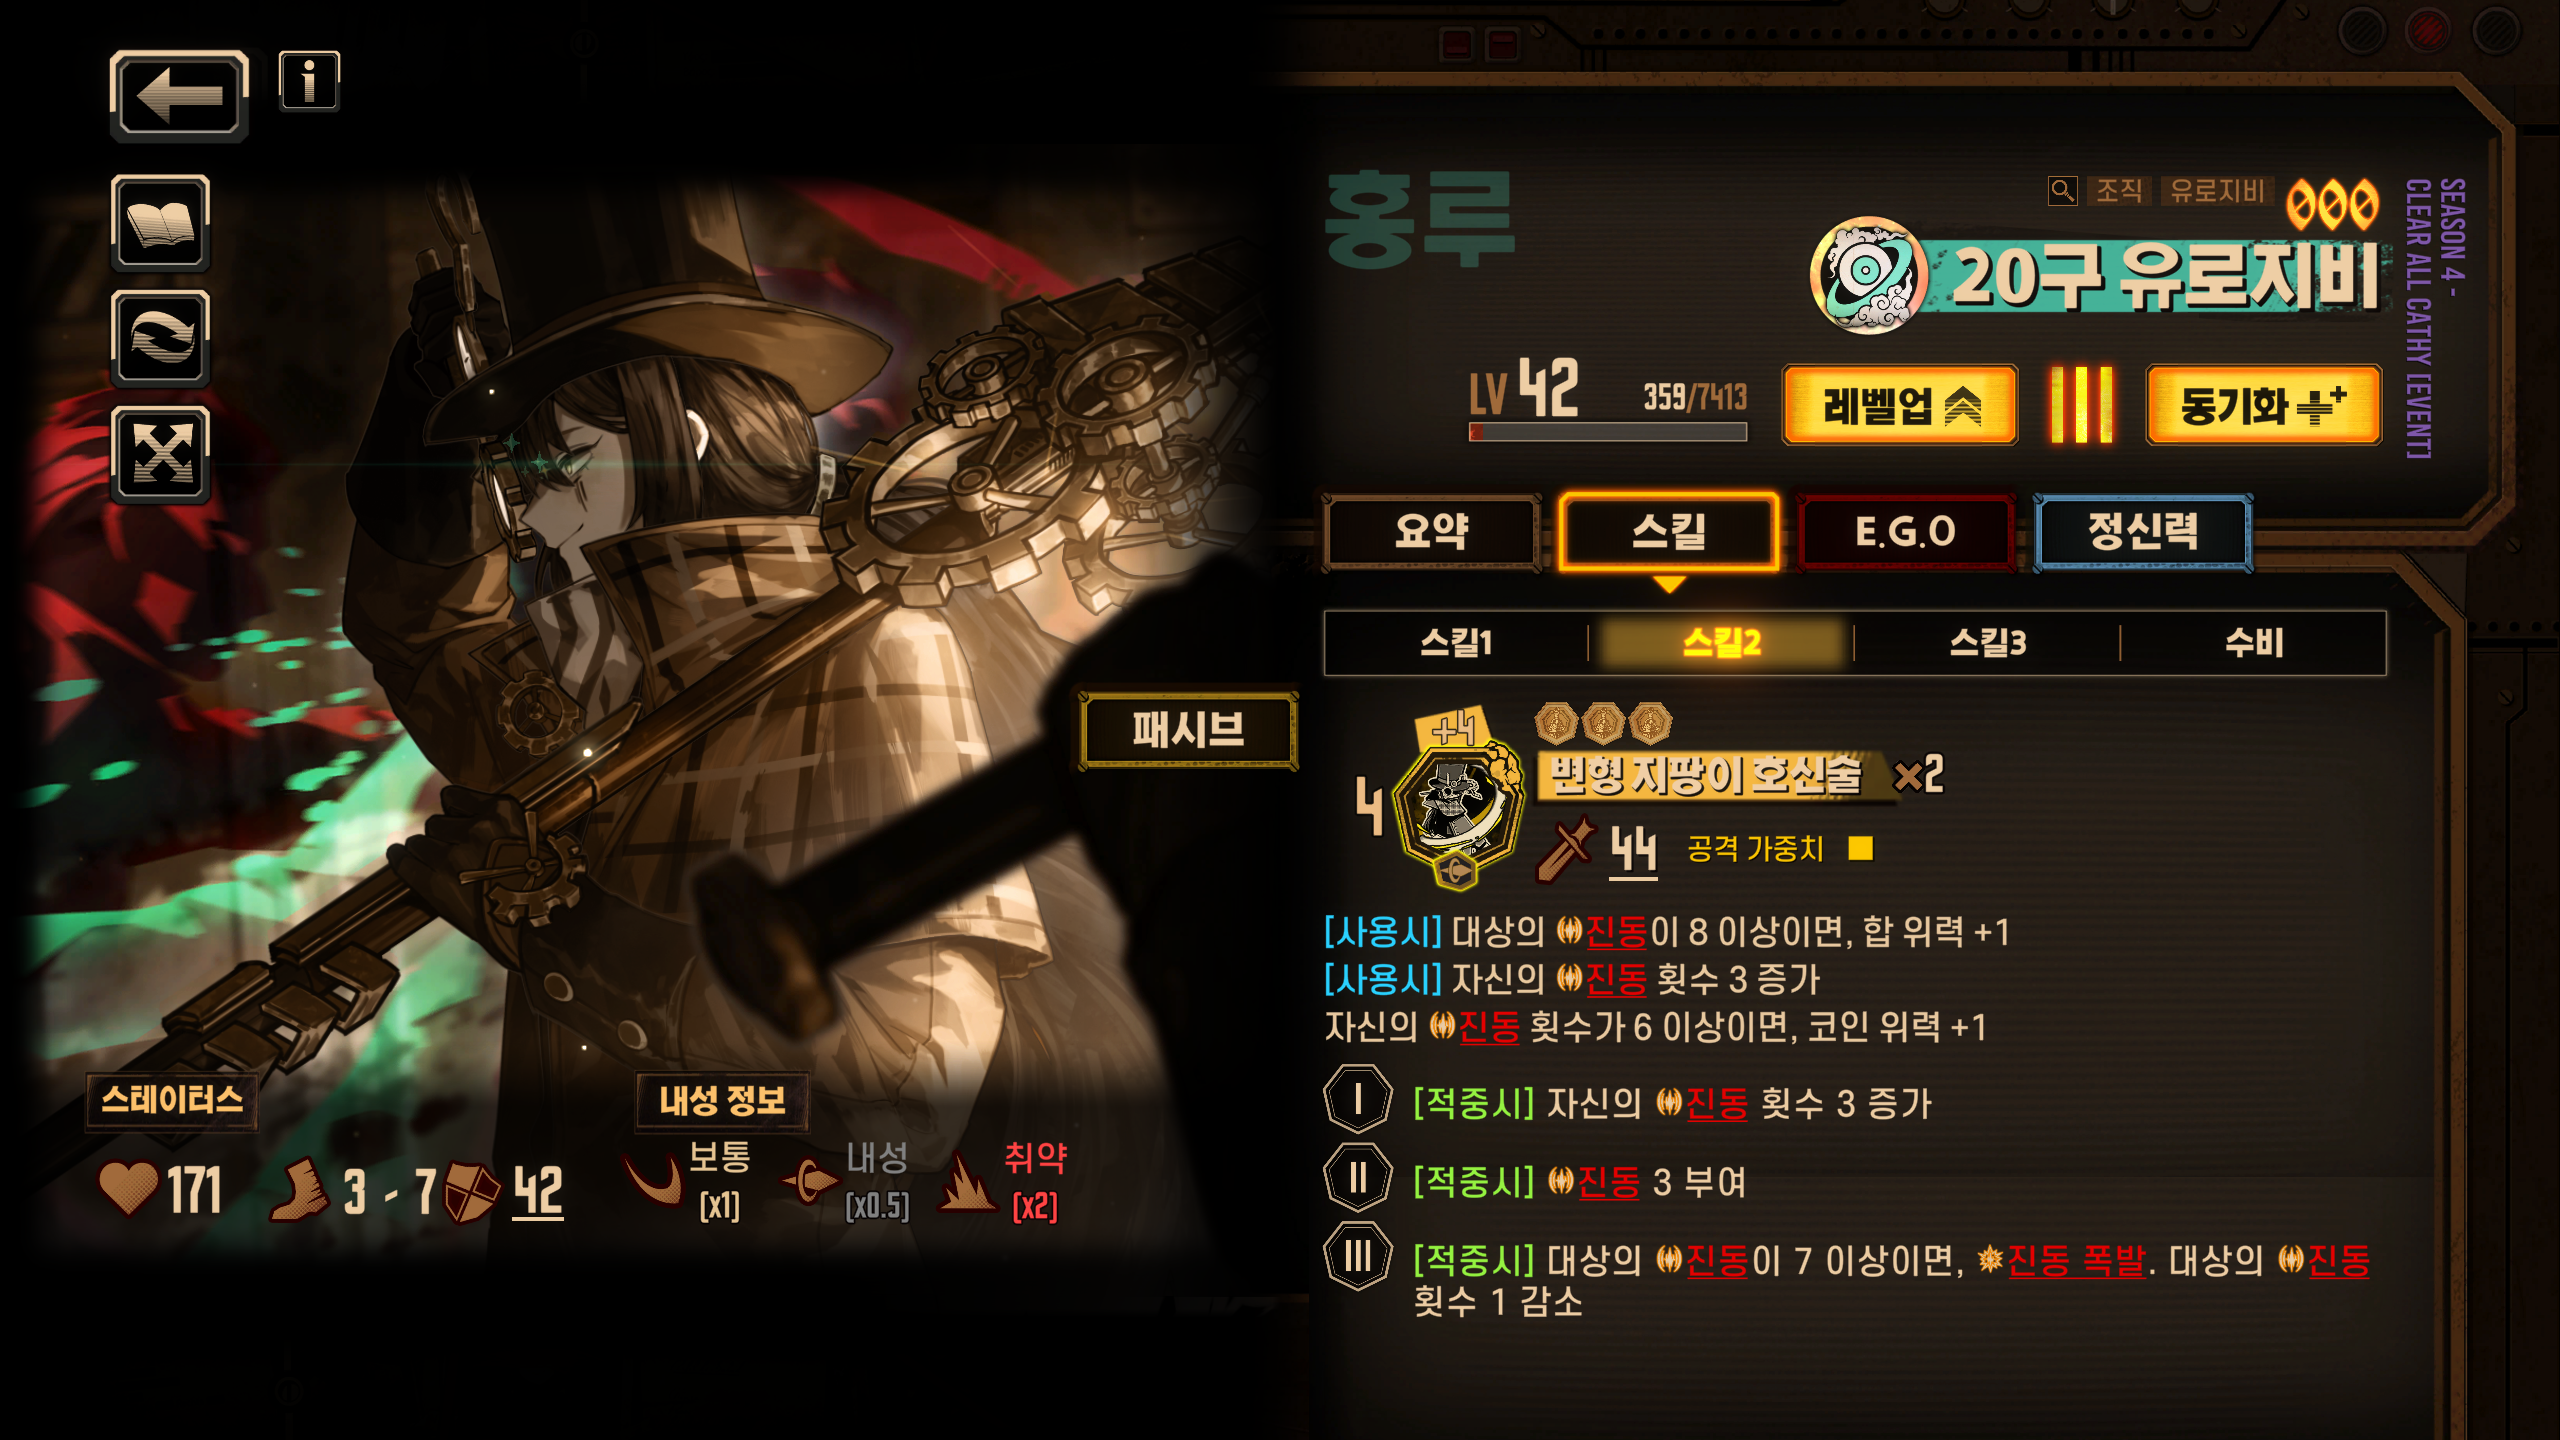 홍루
조직 유로지비
20구 유로지비
SEASON 4 -
CLEAR ALL CATHY [EVENT]
LV 42 359/7413
레벨업
III
동기화
요약 스킬 E.G.O 정신력
스킬1 스킬2 스킬3 수비
패시브
+4
4
변형 지팡이 호신술 ×2
44 공격 가중치
[사용시] 대상의 진동이 8 이상이면, 합 위력 +1
[사용시] 자신의 진동 횟수 3 증가
자신의 진동 횟수가 6 이상이면, 코인 위력 +1
I [적중시] 자신의 진동 횟수 3 증가
II [적중시] 진동 3 부여
III [적중시] 대상의 진동이 7 이상이면, 진동 폭발. 대상의 진동
횟수 1 감소
스테이터스
171 3 - 7 42
내성 정보
보통 내성 취약
[x1] [x0.5] [x2]